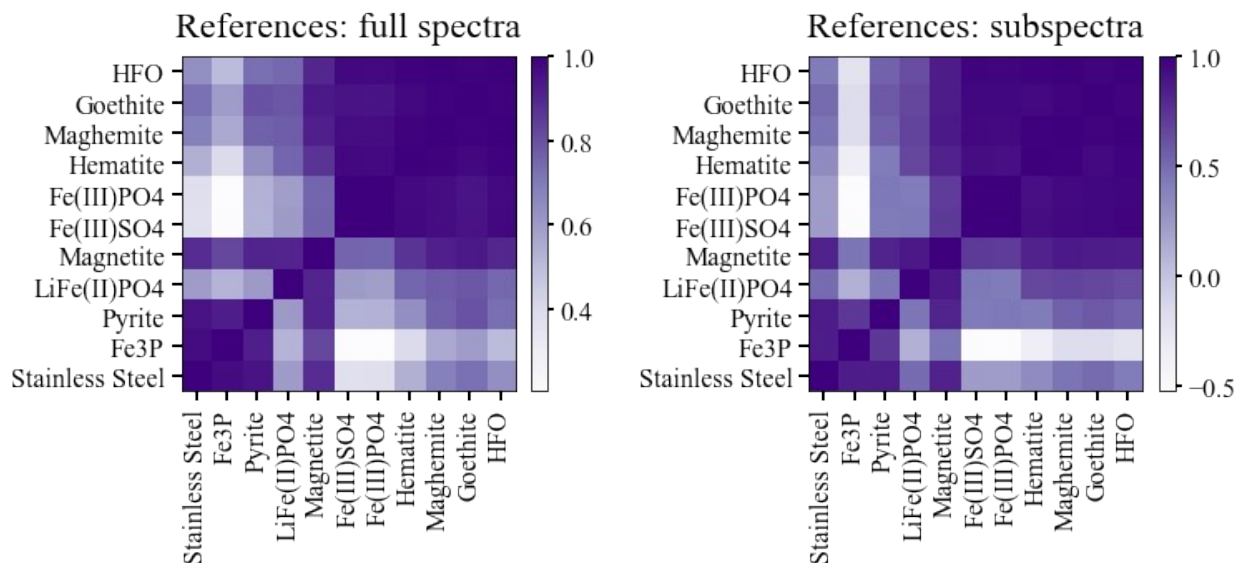 References: full spectra
HFO
Goethite
Maghemite
Hematite
Fe(III)PO4
Fe(III)SO4
Magnetite
LiFe(II)PO4
Pyrite
Fe3P
Stainless Steel
1.0
0.8
0.6
0.4
Stainless Steel
Fe3P
Pyrite
LiFe(II)PO4
Magnetite
Fe(III)SO4
Fe(III)PO4
Hematite
Maghemite
Goethite
HFO
References: subspectra
HFO
Goethite
Maghemite
Hematite
Fe(III)PO4
Fe(III)SO4
Magnetite
LiFe(II)PO4
Pyrite
Fe3P
Stainless Steel
1.0
0.5
0.0
−0.5
Stainless Steel
Fe3P
Pyrite
LiFe(II)PO4
Magnetite
Fe(III)SO4
Fe(III)PO4
Hematite
Maghemite
Goethite
HFO